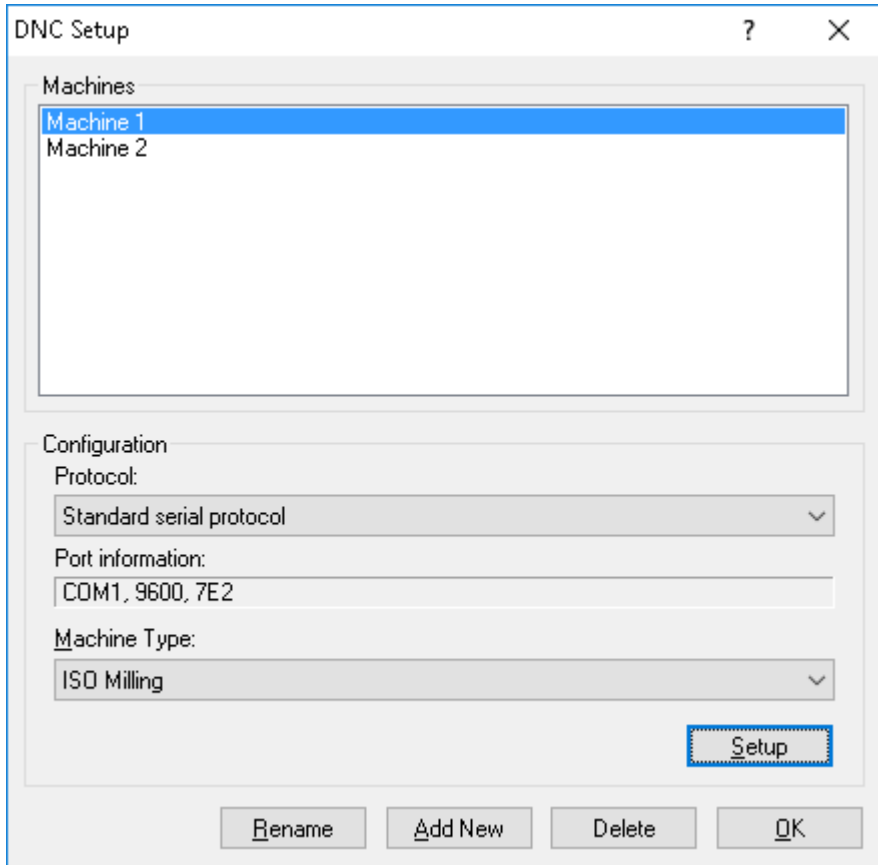 DNC Setup
?
Machines
Machine 1
Machine 2
Configuration
Protocol:
Standard serial protocol
Port information:
COM1, 9600, 7E2
Machine Type:
ISO Milling
Setup
Rename Add New Delete OK